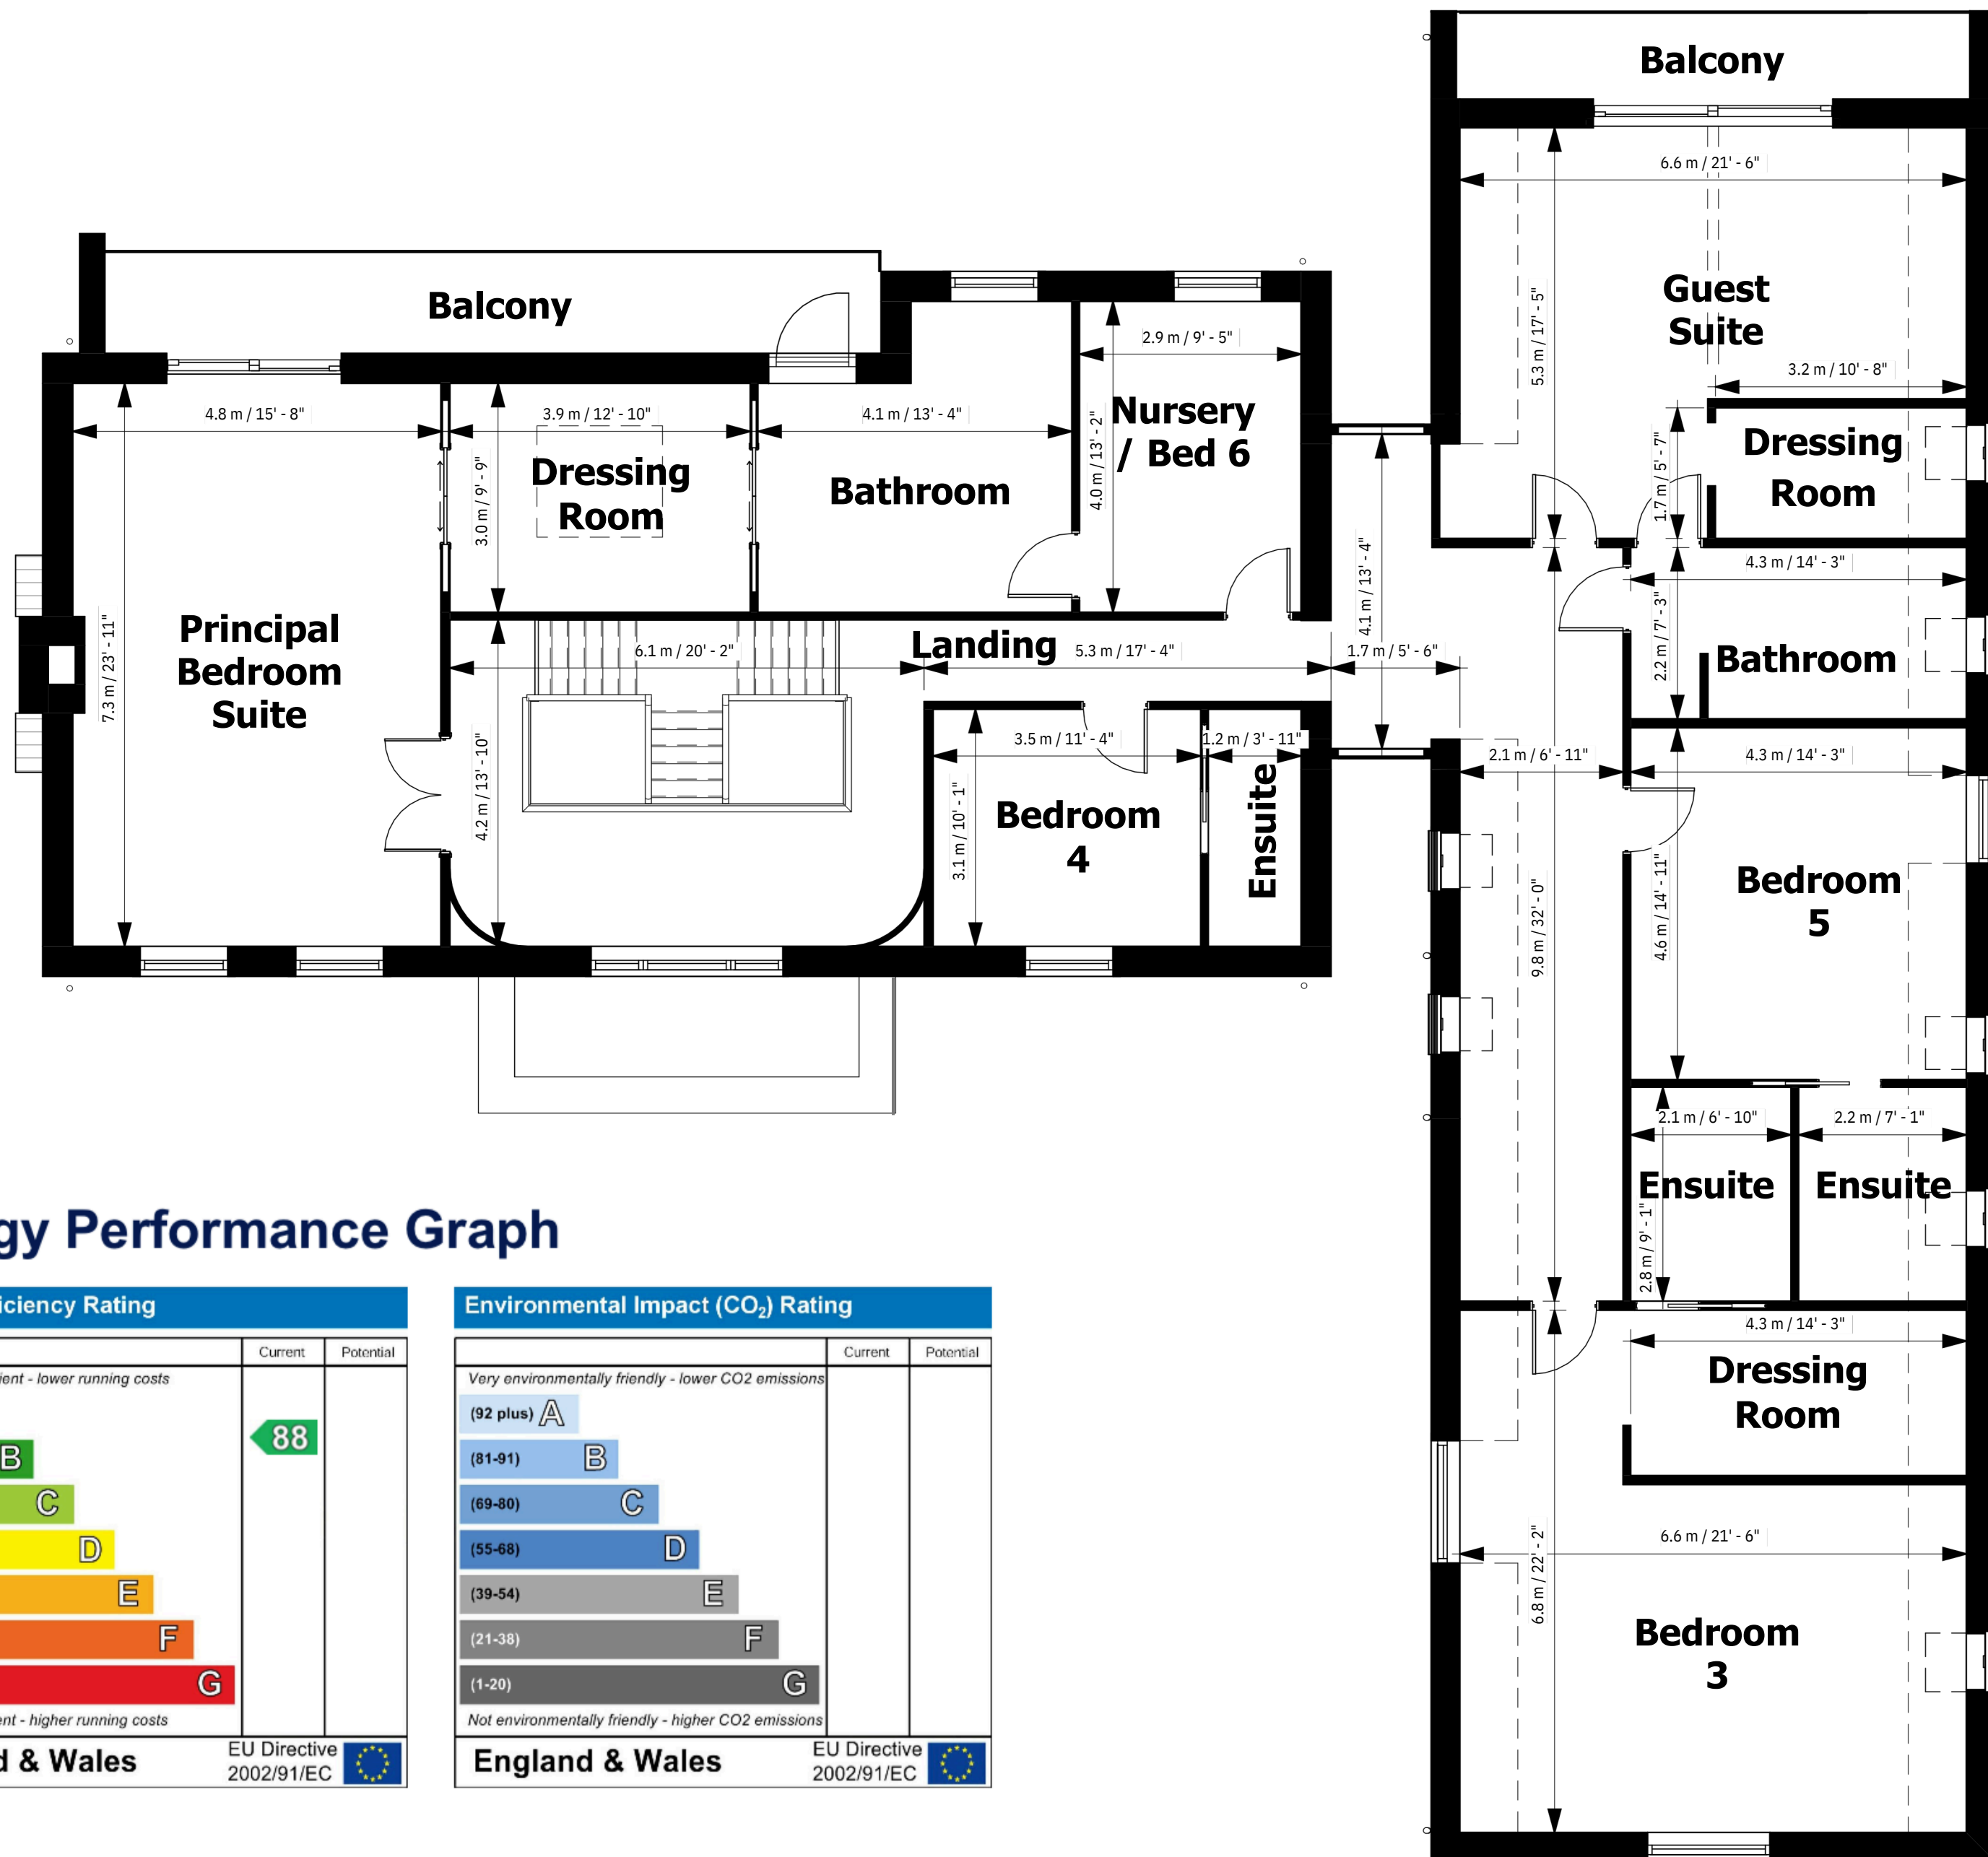 Balcony
6.6 m / 21' - 6"
5.3 m / 17' - 5"
Guest
Suite
3.2 m / 10' - 8"
1.7 m / 5' - 7"
Dressing
Room
Balcony
4.8 m / 15' - 8"
3.9 m / 12' - 10"
4.1 m / 13' - 4"
2.9 m / 9' - 5"
3.0 m / 9' - 9"
Dressing
Room
Bathroom
4.0 m / 13' - 2"
Nursery
/ Bed 6
7.3 m / 23' - 11"
Principal
Bedroom
Suite
6.1 m / 20' - 2"
Landing
5.3 m / 17' - 4"
4.1 m / 13' - 4"
1.7 m / 5' - 6"
4.2 m / 13' - 10"
3.5 m / 11' - 4"
1.2 m / 3' - 11"
3.1 m / 10' - 1"
Bedroom
4
Ensuite
4.3 m / 14' - 3"
2.2 m / 7' - 3"
Bathroom
2.1 m / 6' - 11"
4.3 m / 14' - 3"
9.8 m / 32' - 0"
4.6 m / 14' - 11"
Bedroom
5
2.1 m / 6' - 10"
2.2 m / 7' - 1"
Ensuite
Ensuite
2.8 m / 9' - 1"
4.3 m / 14' - 3"
Dressing
Room
6.8 m / 22' - 2"
6.6 m / 21' - 6"
Bedroom
3
gy Performance Graph
iciency Rating
Current Potential
ient - lower running costs
88
B
C
D
E
F
G
ent - higher running costs
d & Wales
EU Directive
2002/91/EC
Environmental Impact (CO₂) Rating
Current Potential
Very environmentally friendly - lower CO2 emissions
(92 plus) A
(81-91) B
(69-80) C
(55-68) D
(39-54) E
(21-38) F
(1-20) G
Not environmentally friendly - higher CO2 emissions
England & Wales
EU Directive
2002/91/EC